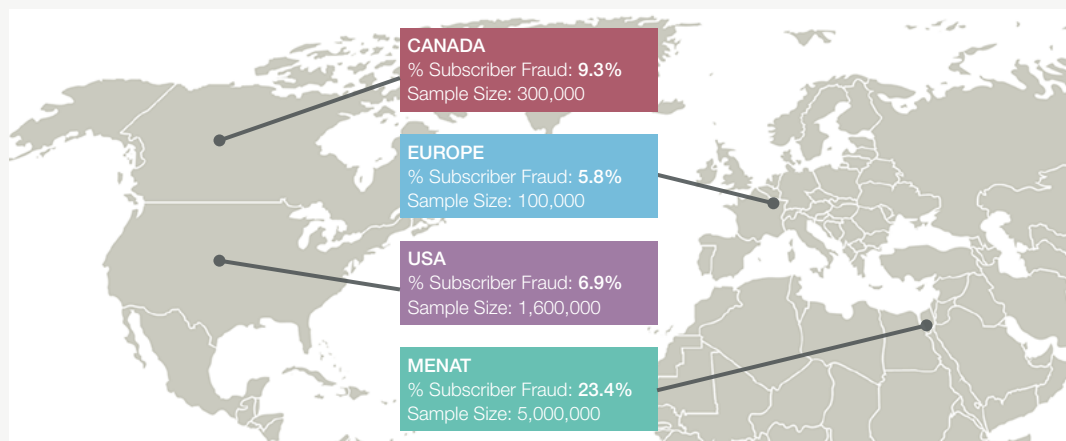 CANADA
% Subscriber Fraud: 9.3%
Sample Size: 300,000
EUROPE
% Subscriber Fraud: 5.8%
Sample Size: 100,000
USA
% Subscriber Fraud: 6.9%
Sample Size: 1,600,000
MENAT
% Subscriber Fraud: 23.4%
Sample Size: 5,000,000